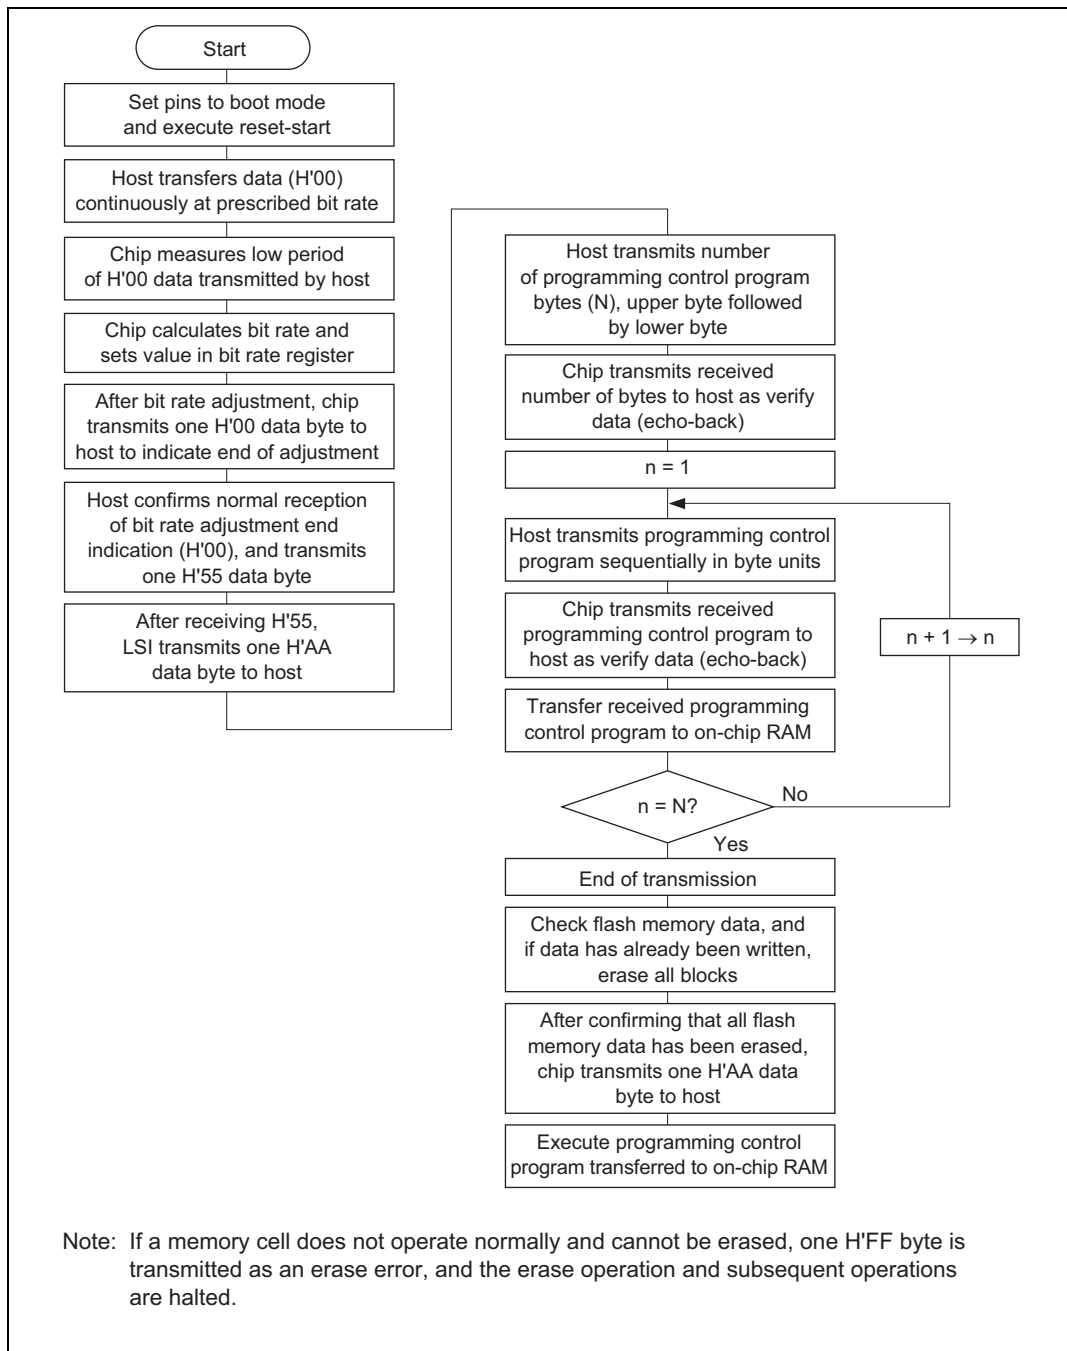 Start
Set pins to boot mode
and execute reset-start
Host transfers data (H'00)
continuously at prescribed bit rate
Chip measures low period
of H'00 data transmitted by host
Chip calculates bit rate and
sets value in bit rate register
After bit rate adjustment, chip
transmits one H'00 data byte to
host to indicate end of adjustment
Host confirms normal reception
of bit rate adjustment end
indication (H'00), and transmits
one H'55 data byte
After receiving H'55,
LSI transmits one H'AA
data byte to host
Host transmits number
of programming control program
bytes (N), upper byte followed
by lower byte
Chip transmits received
number of bytes to host as verify
data (echo-back)
n = 1
Host transmits programming control
program sequentially in byte units
Chip transmits received
programming control program to
host as verify data (echo-back)
n + 1 → n
Transfer received programming
control program to on-chip RAM
n = N?
No
Yes
End of transmission
Check flash memory data, and
if data has already been written,
erase all blocks
After confirming that all flash
memory data has been erased,
chip transmits one H'AA data
byte to host
Execute programming control
program transferred to on-chip RAM
Note: If a memory cell does not operate normally and cannot be erased, one H'FF byte is
transmitted as an erase error, and the erase operation and subsequent operations
are halted.